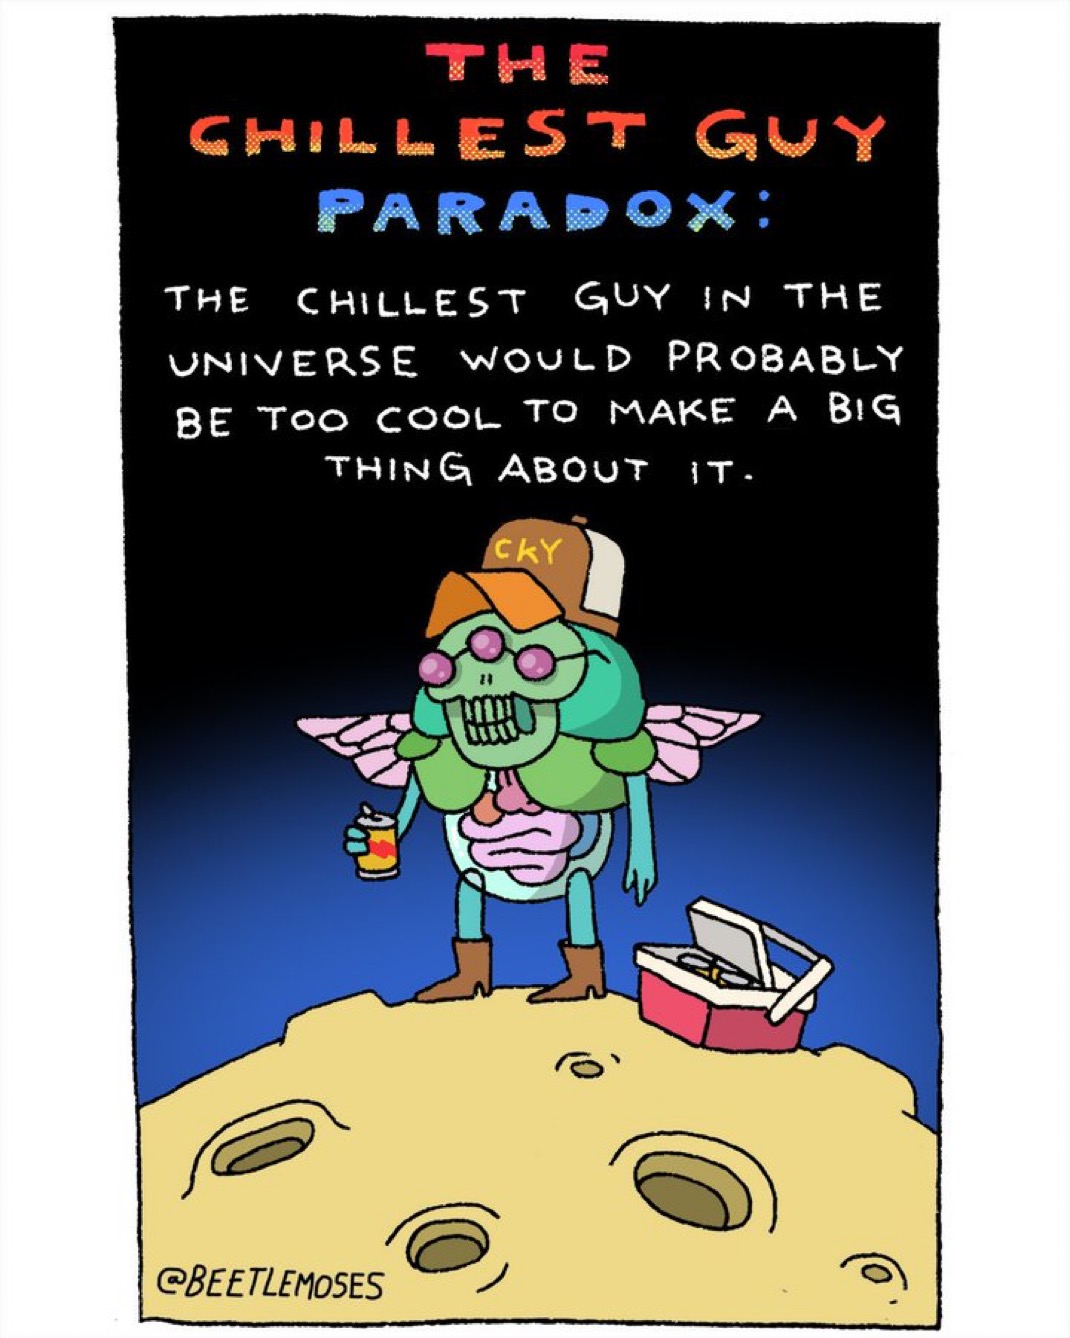 THE
CHILLEST GUY
PARADOX:
THE CHILLEST GUY IN THE
UNIVERSE WOULD PROBABLY
BE TOO COOL TO MAKE A BIG
THING ABOUT IT.
CKY
@BEETLEMOSES